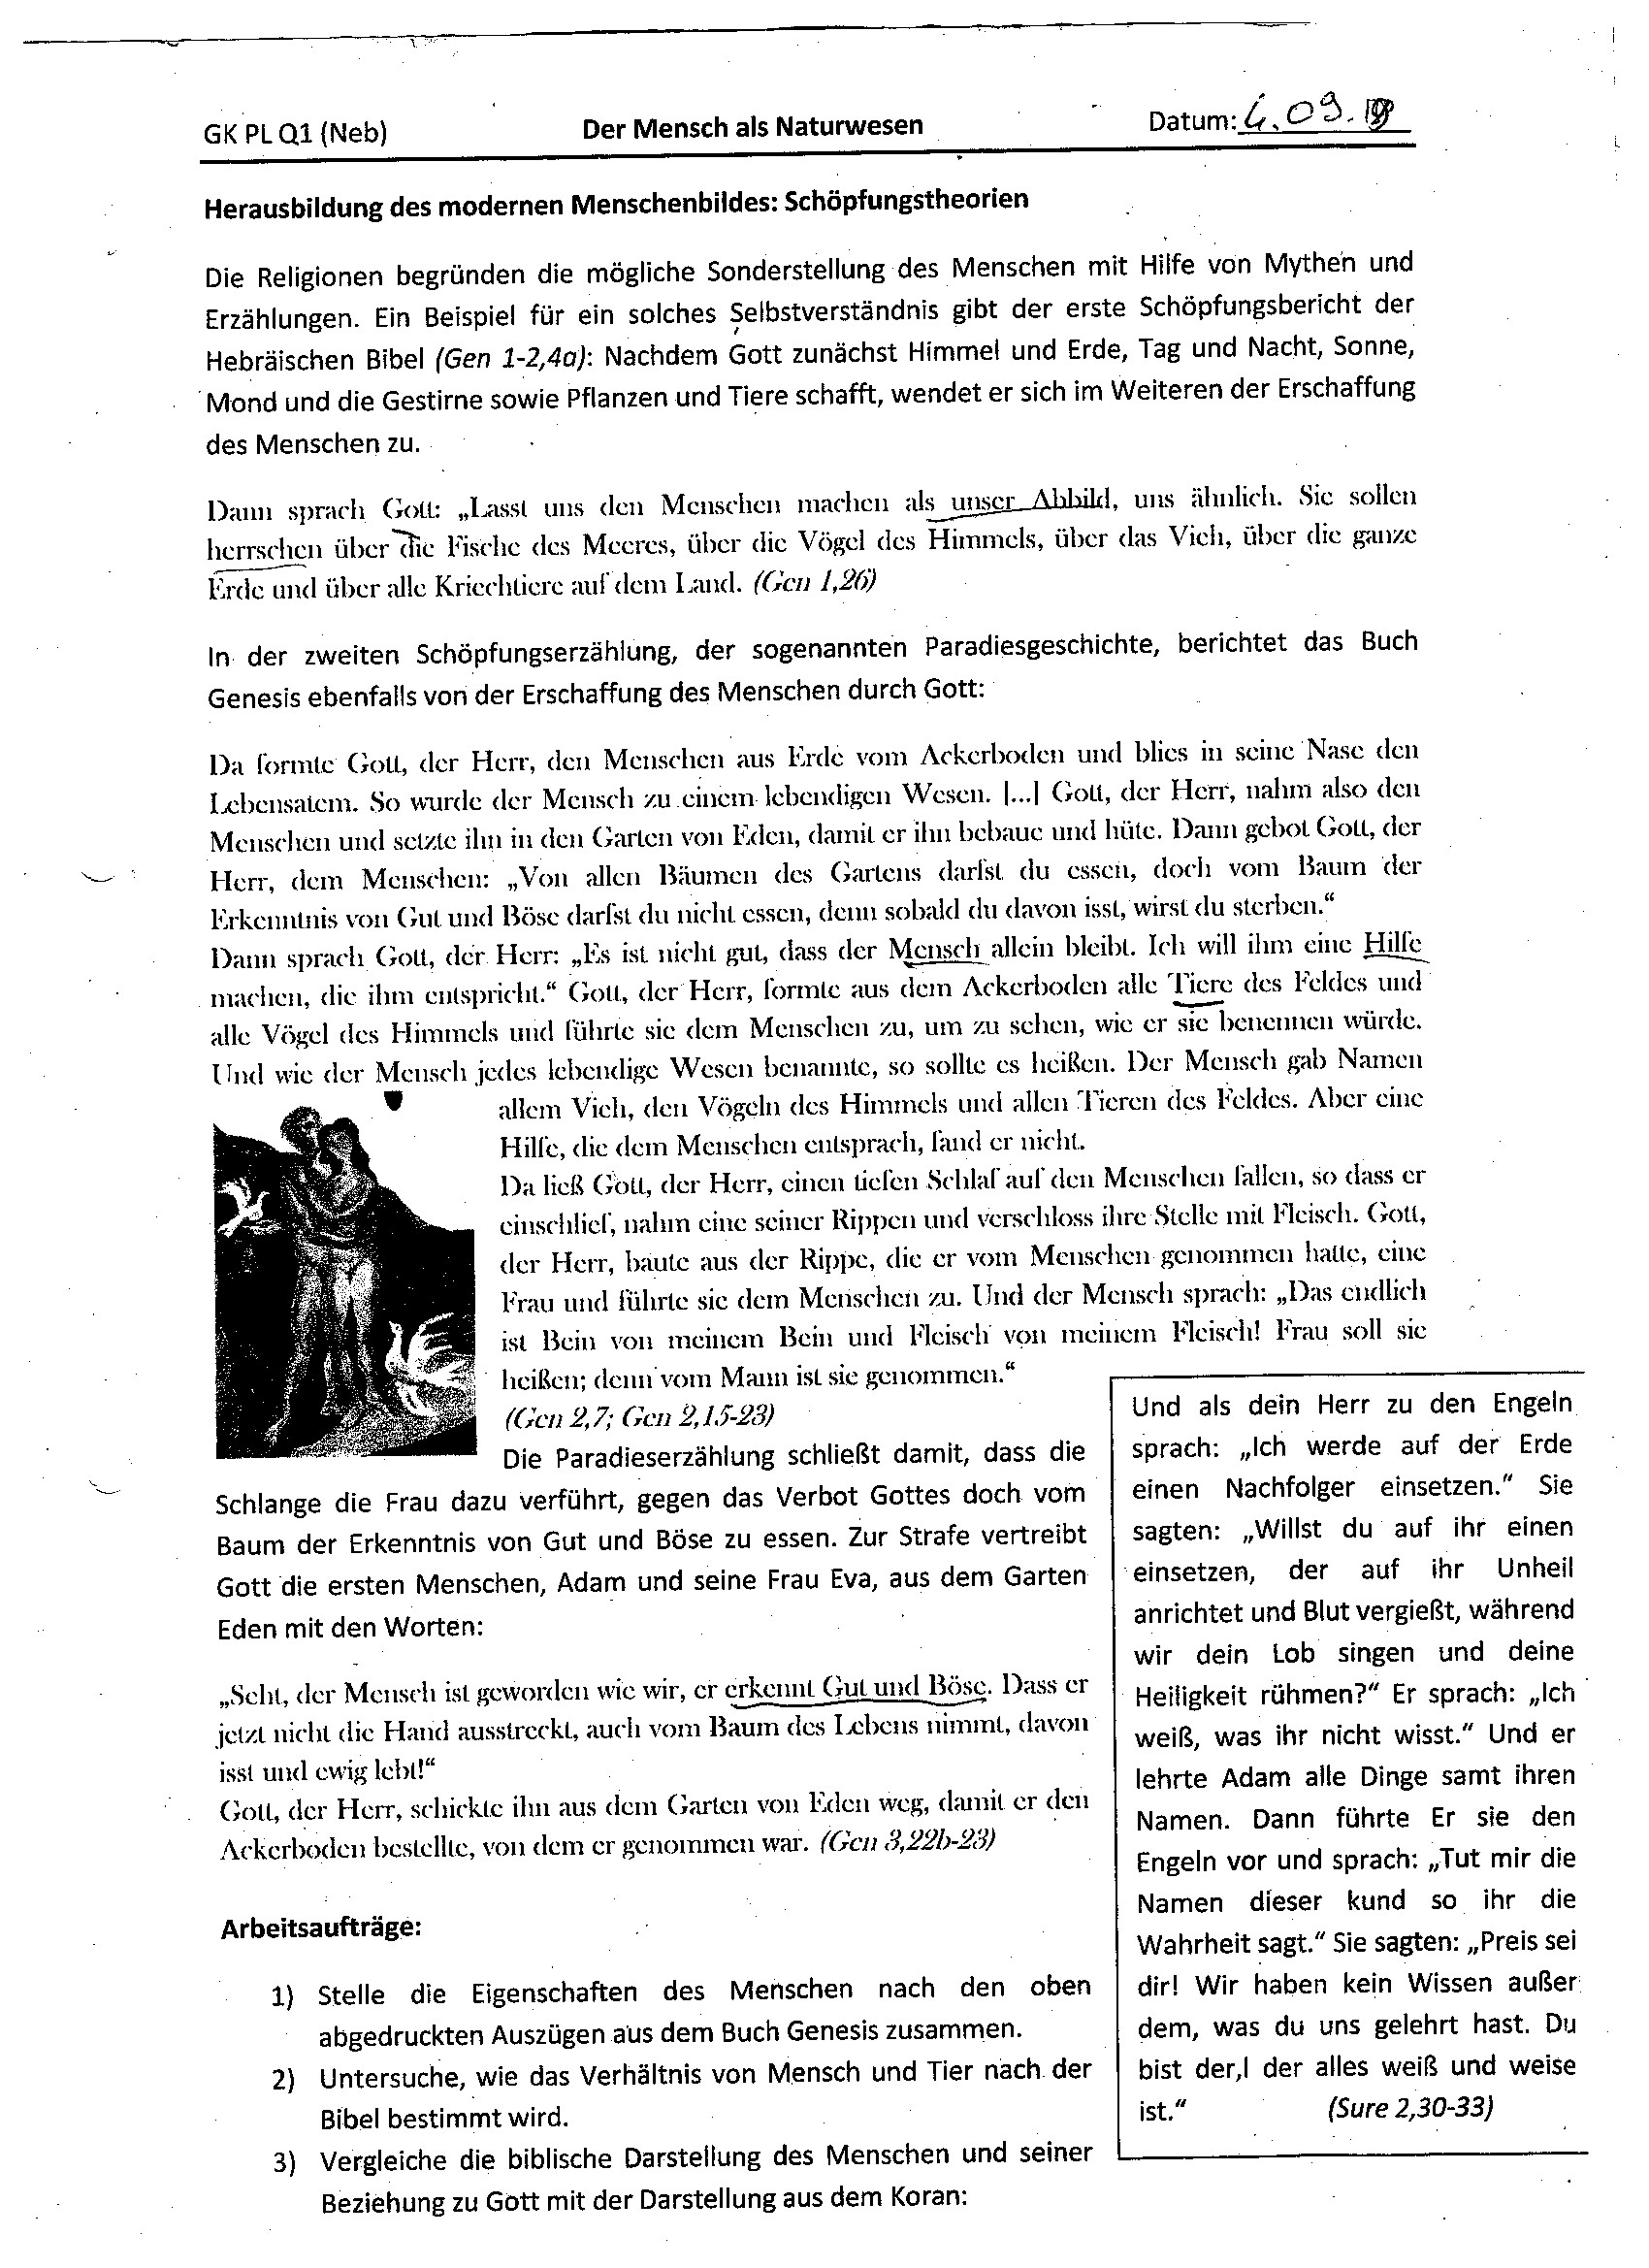 GK PL Q1 (Neb) Der Mensch als Naturwesen Datum: 4.09.
Herausbildung des modernen Menschenbildes: Schöpfungstheorien
Die Religionen begründen die mögliche Sonderstellung des Menschen mit Hilfe von Mythen und
Erzählungen. Ein Beispiel für ein solches Selbstverständnis gibt der erste Schöpfungsbericht der
Hebräischen Bibel (Gen 1-2,4a): Nachdem Gott zunächst Himmel und Erde, Tag und Nacht, Sonne,
Mond und die Gestirne sowie Pflanzen und Tiere schafft, wendet er sich im Weiteren der Erschaffung
des Menschen zu.
Dann sprach Gott: „Lasst uns den Menschen machen als unser Abbild, uns ähnlich. Sie sollen
herrschen über die Fische des Meeres, über die Vögel des Himmels, über das Vieh, über die ganze
Erde und über alle Kriechtiere auf dem Land. (Gen 1,26)
In der zweiten Schöpfungserzählung, der sogenannten Paradiesgeschichte, berichtet das Buch
Genesis ebenfalls von der Erschaffung des Menschen durch Gott:
Da formte Gott, der Herr, den Menschen aus Erde vom Ackerboden und blies in seine Nase den
Lebensatem. So wurde der Mensch zu einem lebendigen Wesen. [...] Gott, der Herr, nahm also den
Menschen und setzte ihn in den Garten von Eden, damit er ihn bebaue und hüte. Dann gebot Gott, der
Herr, dem Menschen: „Von allen Bäumen des Gartens darfst du essen, doch vom Baum der
Erkenntnis von Gut und Böse darfst du nicht essen, denn sobald du davon isst, wirst du sterben.“
Dann sprach Gott, der Herr: „Es ist nicht gut, dass der Mensch allein bleibt. Ich will ihm eine Hilfe
machen, die ihm entspricht.“ Gott, der Herr, formte aus dem Ackerboden alle Tiere des Feldes und
alle Vögel des Himmels und führte sie dem Menschen zu, um zu sehen, wie er sie benennen würde.
Und wie der Mensch jedes lebendige Wesen benannte, so sollte es heißen. Der Mensch gab Namen
allem Vieh, den Vögeln des Himmels und allen Tieren des Feldes. Aber eine
Hilfe, die dem Menschen entsprach, fand er nicht.
Da ließ Gott, der Herr, einen tiefen Schlaf auf den Menschen fallen, so dass er
einschlief, nahm eine seiner Rippen und verschloss ihre Stelle mit Fleisch. Gott,
der Herr, baute aus der Rippe, die er vom Menschen genommen hatte, eine
Frau und führte sie dem Menschen zu. Und der Mensch sprach: „Das endlich
ist Bein von meinem Bein und Fleisch von meinem Fleisch! Frau soll sie
heißen; denn vom Mann ist sie genommen.“
(Gen 2,7; Gen 2,15-23)
Die Paradieserzählung schließt damit, dass die
Schlange die Frau dazu verführt, gegen das Verbot Gottes doch vom
Baum der Erkenntnis von Gut und Böse zu essen. Zur Strafe vertreibt
Gott die ersten Menschen, Adam und seine Frau Eva, aus dem Garten
Eden mit den Worten:
„Seht, der Mensch ist geworden wie wir, er erkennt Gut und Böse. Dass er
jetzt nicht die Hand ausstreckt, auch vom Baum des Lebens nimmt, davon
isst und ewig lebt!“
Gott, der Herr, schickte ihn aus dem Garten von Eden weg, damit er den
Ackerboden bestellte, von dem er genommen war. (Gen 3,22b-23)
Arbeitsaufträge:
1) Stelle die Eigenschaften des Menschen nach den oben
abgedruckten Auszügen aus dem Buch Genesis zusammen.
2) Untersuche, wie das Verhältnis von Mensch und Tier nach der
Bibel bestimmt wird.
3) Vergleiche die biblische Darstellung des Menschen und seiner
Beziehung zu Gott mit der Darstellung aus dem Koran:
Und als dein Herr zu den Engeln
sprach: „Ich werde auf der Erde
einen Nachfolger einsetzen.“ Sie
sagten: „Willst du auf ihr einen
einsetzen, der auf ihr Unheil
anrichtet und Blut vergießt, während
wir dein Lob singen und deine
Heiligkeit rühmen?“ Er sprach: „Ich
weiß, was ihr nicht wisst.“ Und er
lehrte Adam alle Dinge samt ihren
Namen. Dann führte Er sie den
Engeln vor und sprach: „Tut mir die
Namen dieser kund so ihr die
Wahrheit sagt.“ Sie sagten: „Preis sei
dir! Wir haben kein Wissen außer
dem, was du uns gelehrt hast. Du
bist der,l der alles weiß und weise
ist.“ (Sure 2,30-33)